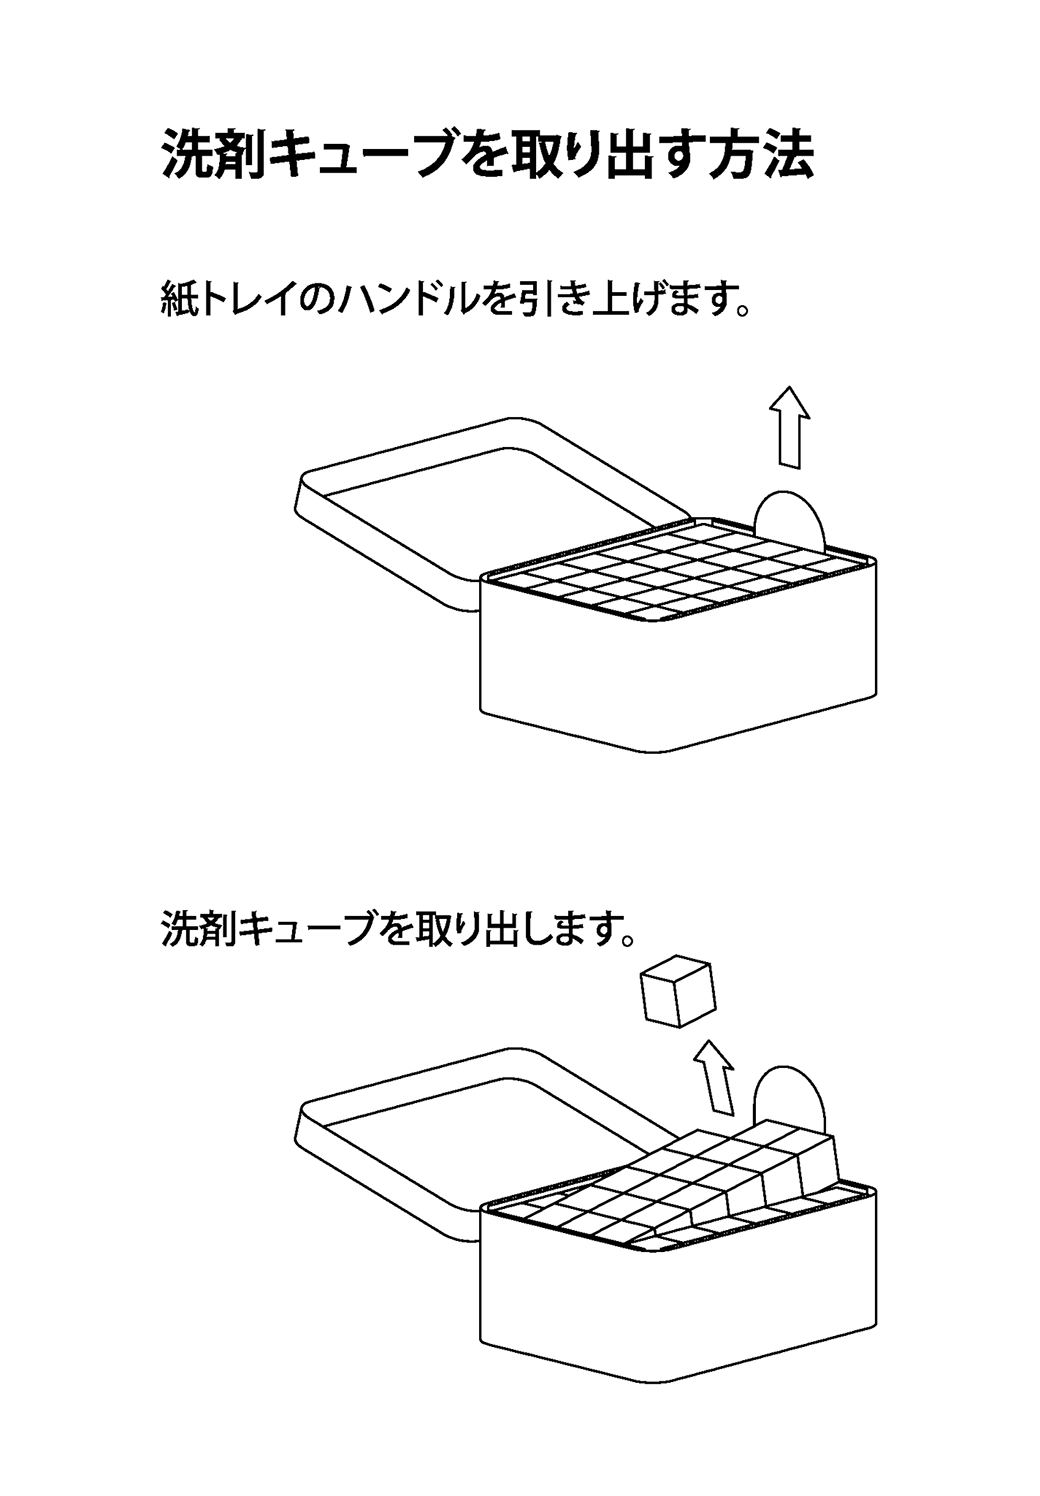 洗剤キューブを取り出す方法
紙トレイのハンドルを引き上げます。
洗剤キューブを取り出します。